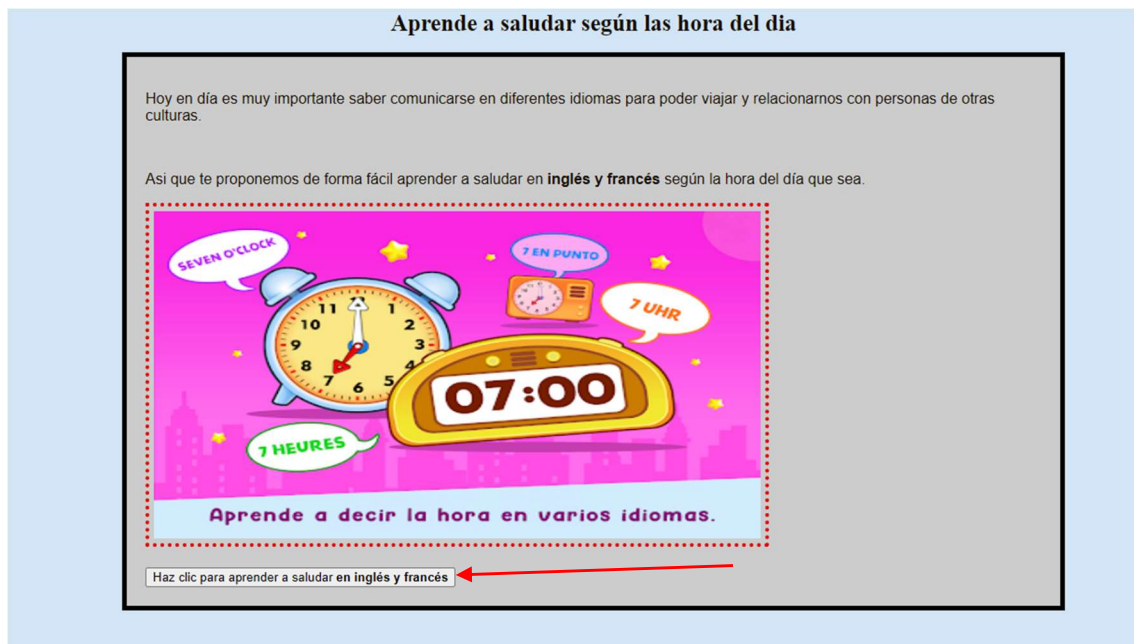 Aprende a saludar según las hora del dia
Hoy en día es muy importante saber comunicarse en diferentes idiomas para poder viajar y relacionarnos con personas de otras
culturas.
Asi que te proponemos de forma fácil aprender a saludar en inglés y francés según la hora del día que sea.
SEVEN O'CLOCK
7 EN PUNTO
7 UHR
11 1
10 2
9 3
8 4
7 6 5
07:00
7 HEURES
Aprende a decir la hora en varios idiomas.
Haz clic para aprender a saludar en inglés y francés